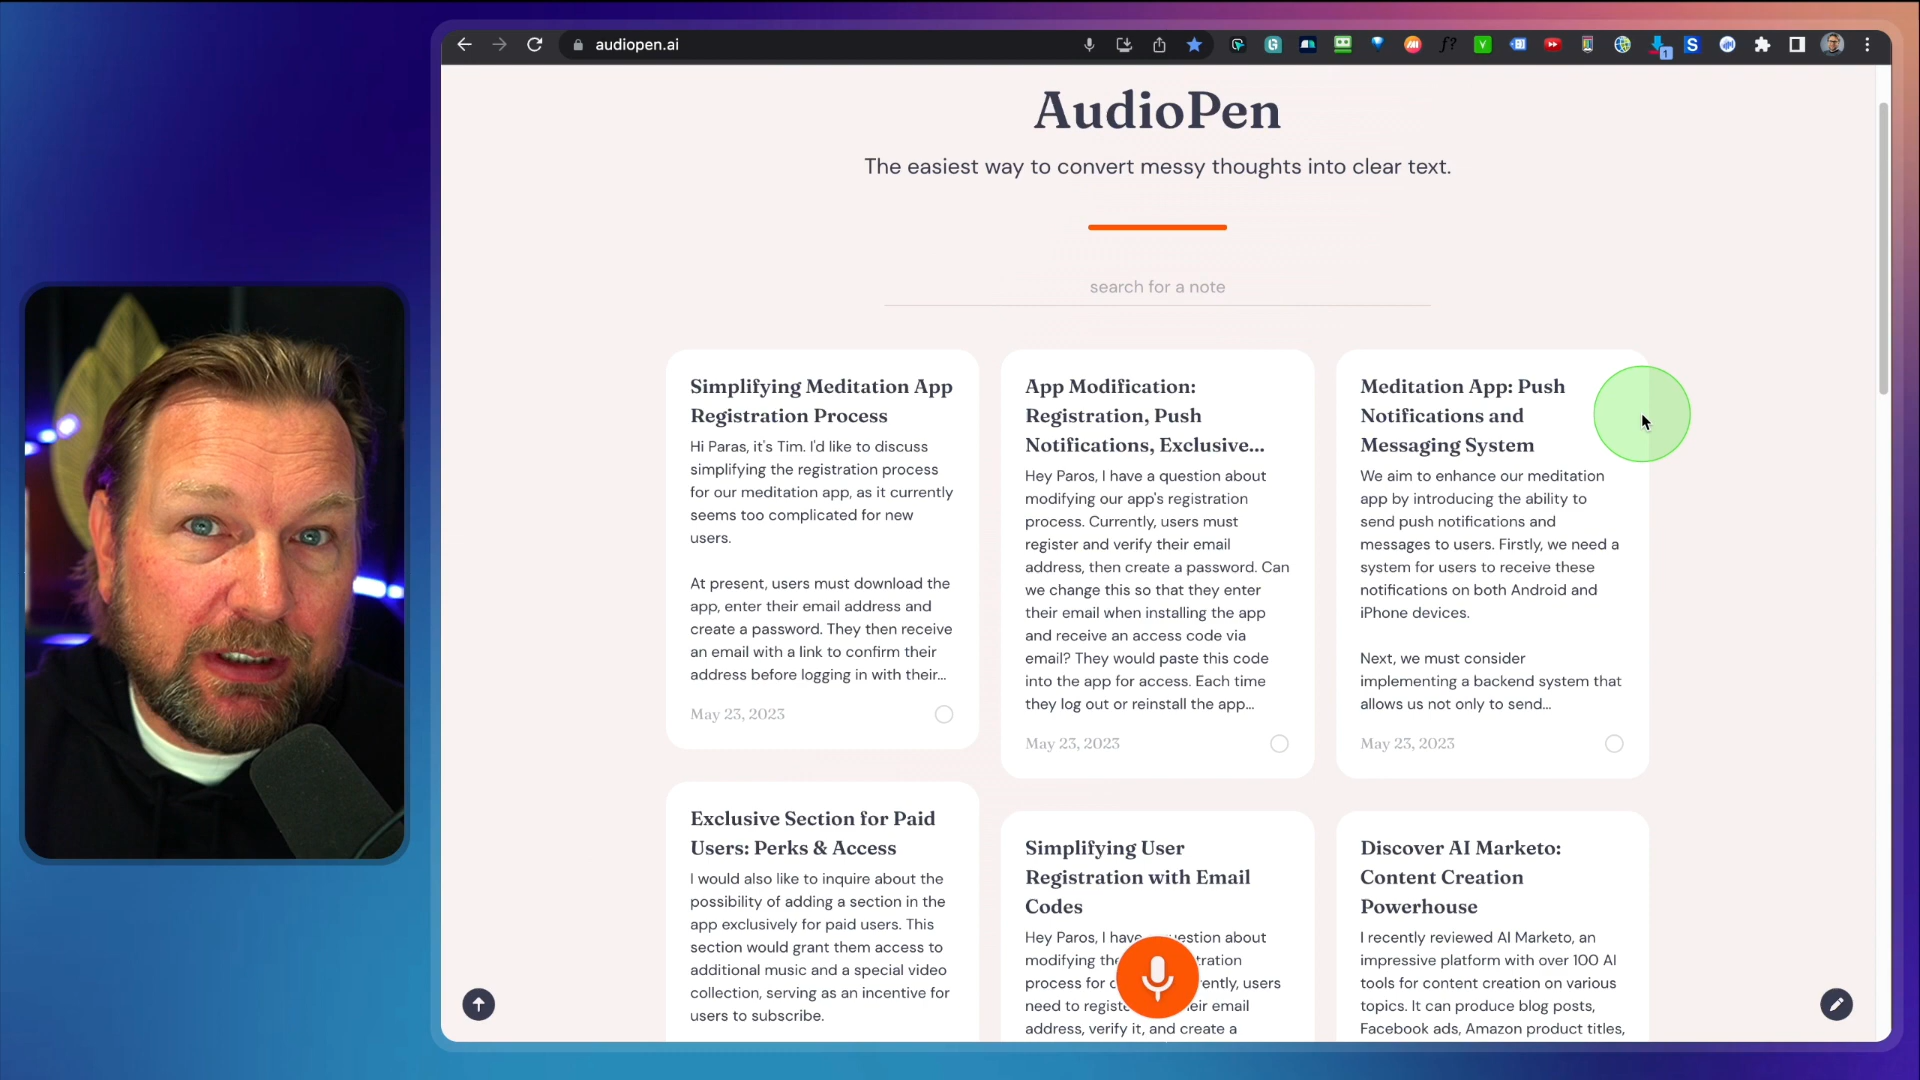 audiopen.ai
AudioPen
The easiest way to convert messy thoughts into clear text.
search for a note
Simplifying Meditation App
Registration Process
Hi Paras, it's Tim. I'd like to discuss
simplifying the registration process
for our meditation app, as it currently
seems too complicated for new
users.
At present, users must download the
app, enter their email address and
create a password. They then receive
an email with a link to confirm their
address before logging in with their...
May 23, 2023
App Modification:
Registration, Push
Notifications, Exclusive...
Hey Paros, I have a question about
modifying our app's registration
process. Currently, users must
register and verify their email
address, then create a password. Can
we change this so that they enter
their email when installing the app
and receive an access code via
email? They would paste this code
into the app for access. Each time
they log out or reinstall the app...
May 23, 2023
Meditation App: Push
Notifications and
Messaging System
We aim to enhance our meditation
app by introducing the ability to
send push notifications and
messages to users. Firstly, we need a
system for users to receive these
notifications on both Android and
iPhone devices.
Next, we must consider
implementing a backend system that
allows us not only to send...
May 23, 2023
Exclusive Section for Paid
Users: Perks & Access
I would also like to inquire about the
possibility of adding a section in the
app exclusively for paid users. This
section would grant them access to
additional music and a special video
collection, serving as an incentive for
users to subscribe.
Simplifying User
Registration with Email
Codes
Hey Paros, I have question about
modifying the
process for users
need to
address, verify it, and create a
Discover AI Marketo:
Content Creation
Powerhouse
I recently reviewed AI Marketo, an
impressive platform with over 100 AI
tools for content creation on various
topics. It can produce blog posts,
Facebook ads, Amazon product titles,